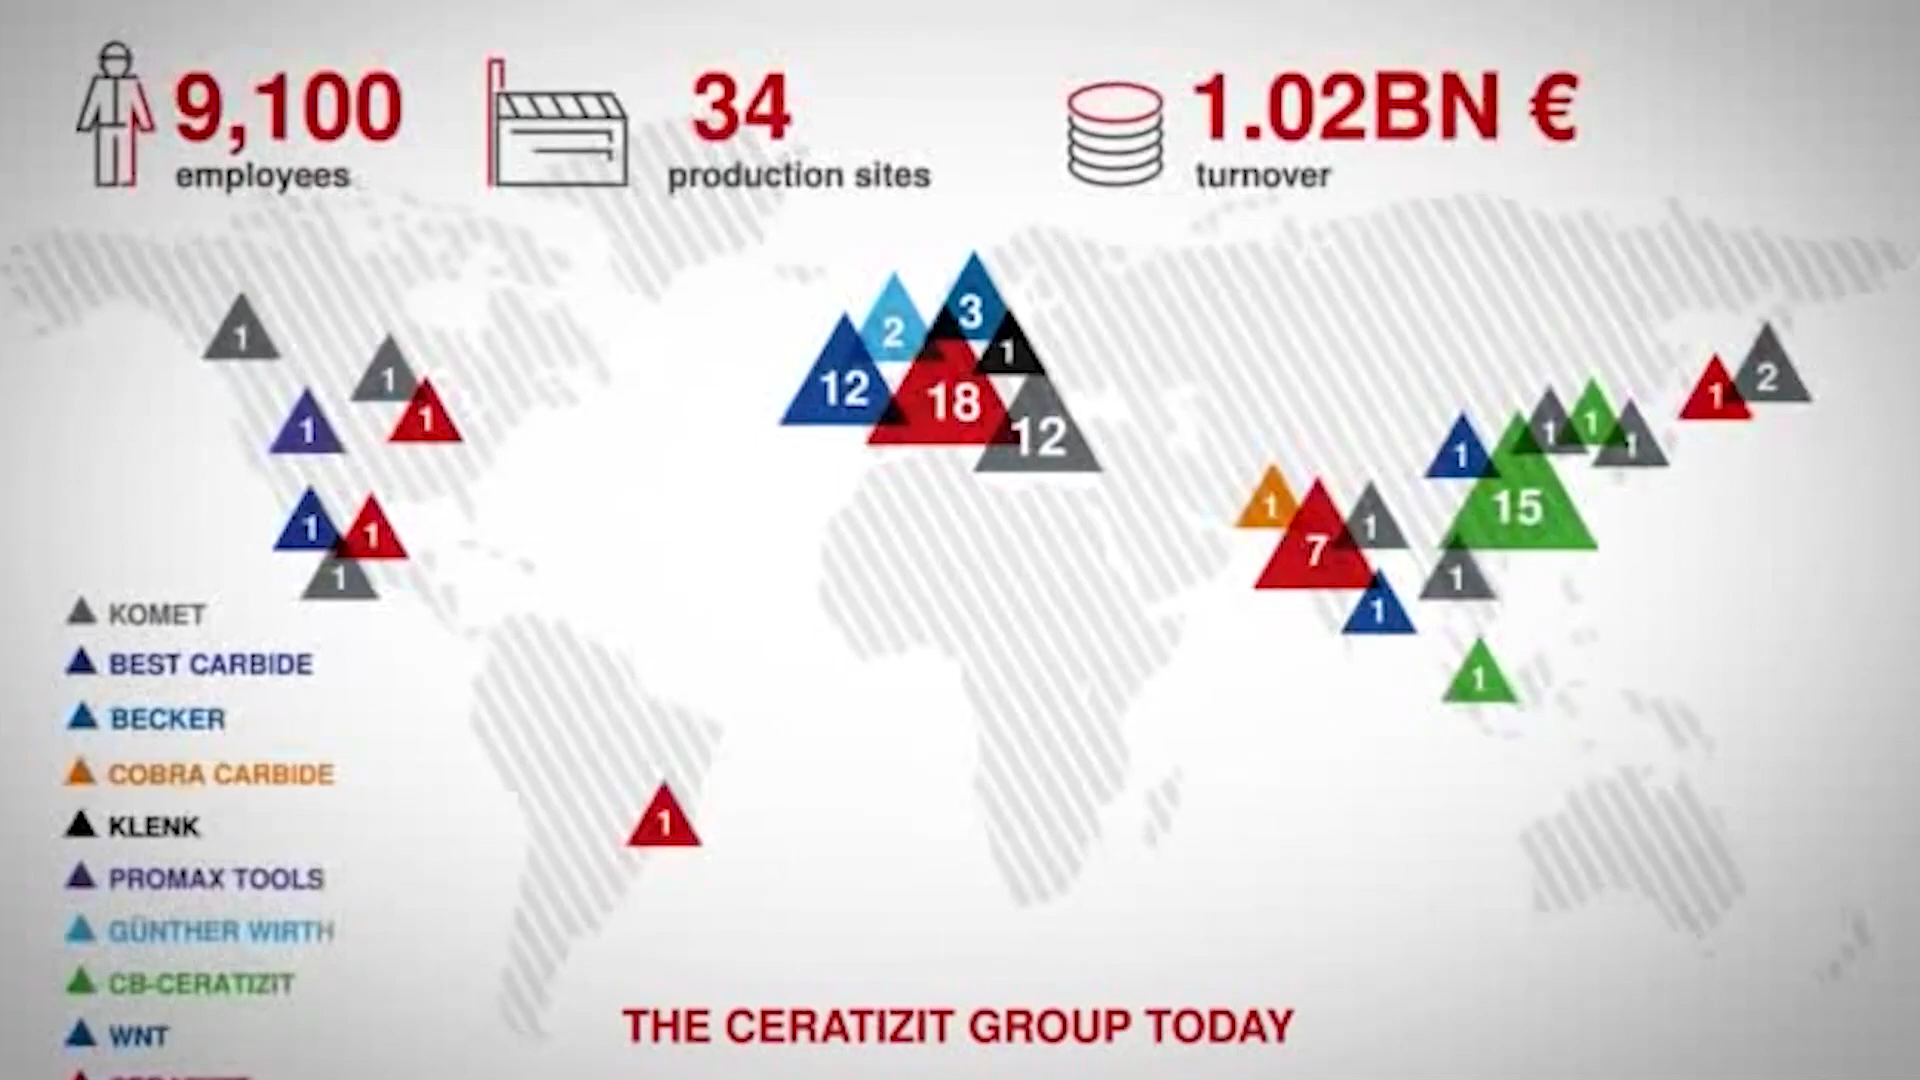 9,100
employees
34
production sites
1.02BN €
turnover
1
1
1
1
1
1
1
1
12
2
3
1
18
12
1
7
1
1
1
1
1
1
15
1
1
1
2
KOMET
BEST CARBIDE
BECKER
COBRA CARBIDE
KLENK
PROMAX TOOLS
GÜNTHER WIRTH
CB-CERATIZIT
WNT
THE CERATIZIT GROUP TODAY